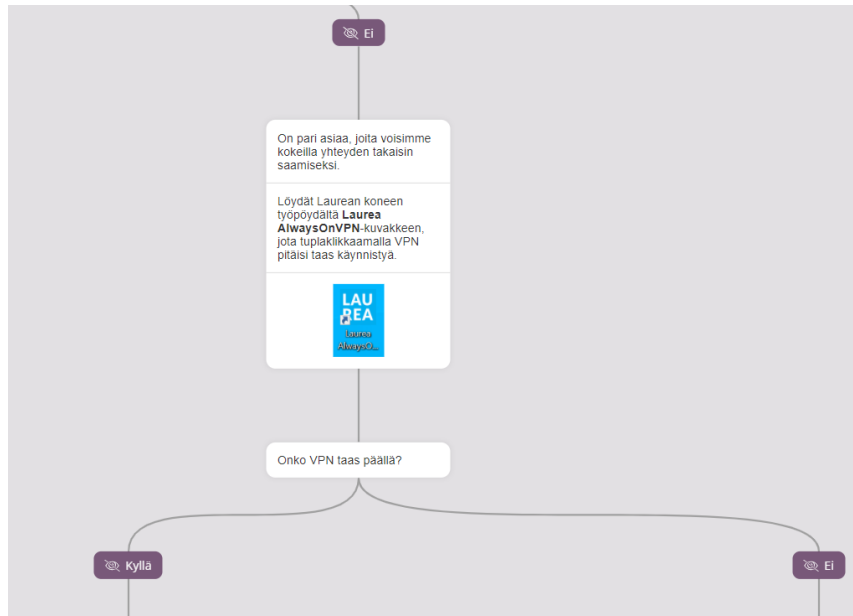 Ei
On pari asiaa, joita voisimme
kokeilla yhteyden takaisin
saamiseksi.
Löydät Laurean koneen
työpöydältä Laurea
AlwaysOnVPN-kuvakkeen,
jota tuplaklikkaamalla VPN
pitäisi taas käynnistyä.
LAU
REA
Laurea
AlwaysO...
Onko VPN taas päällä?
Kyllä
Ei